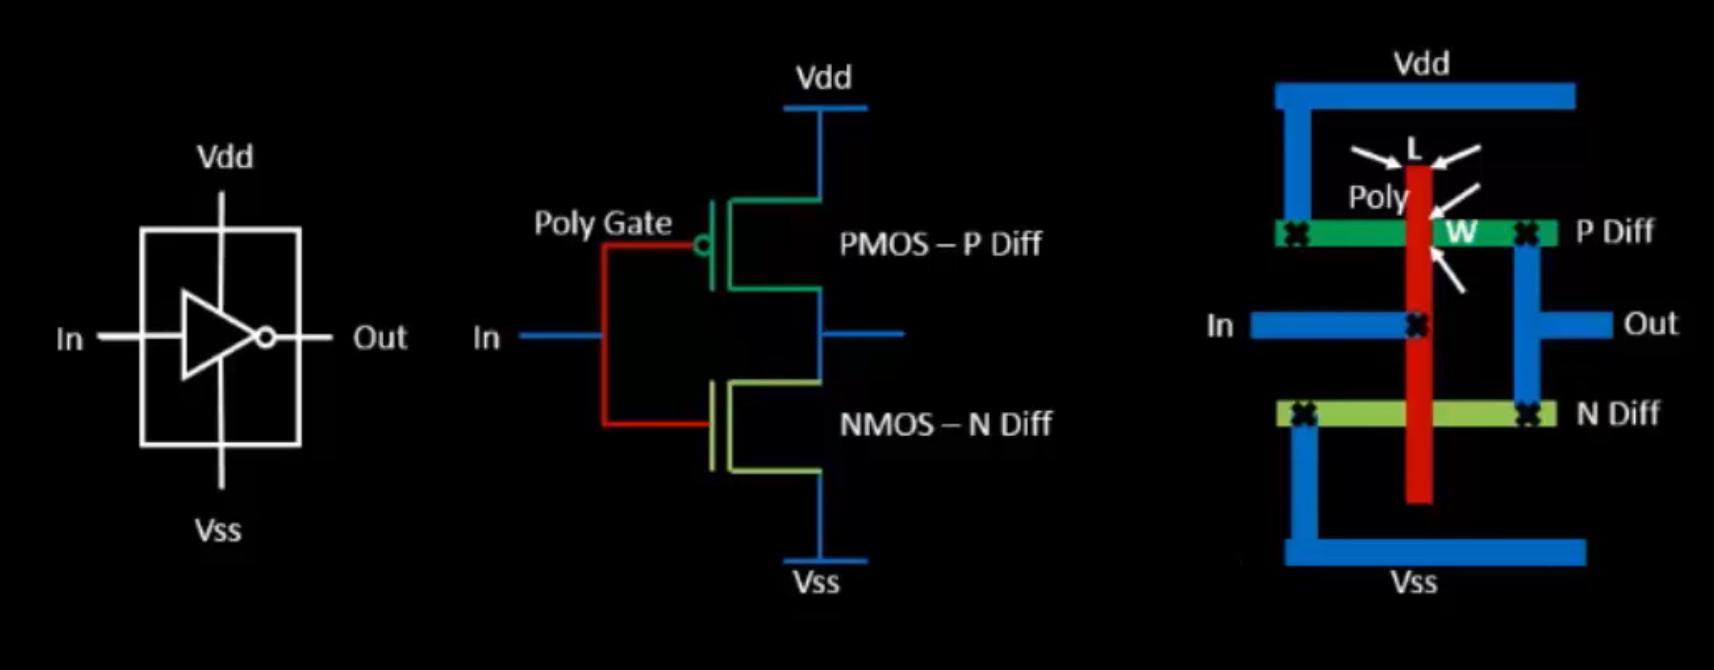 Vdd
In
Out
Vss
Vdd
Poly Gate
PMOS – P Diff
In
NMOS – N Diff
Vss
Vdd
L
Poly
W
P Diff
In
Out
N Diff
Vss